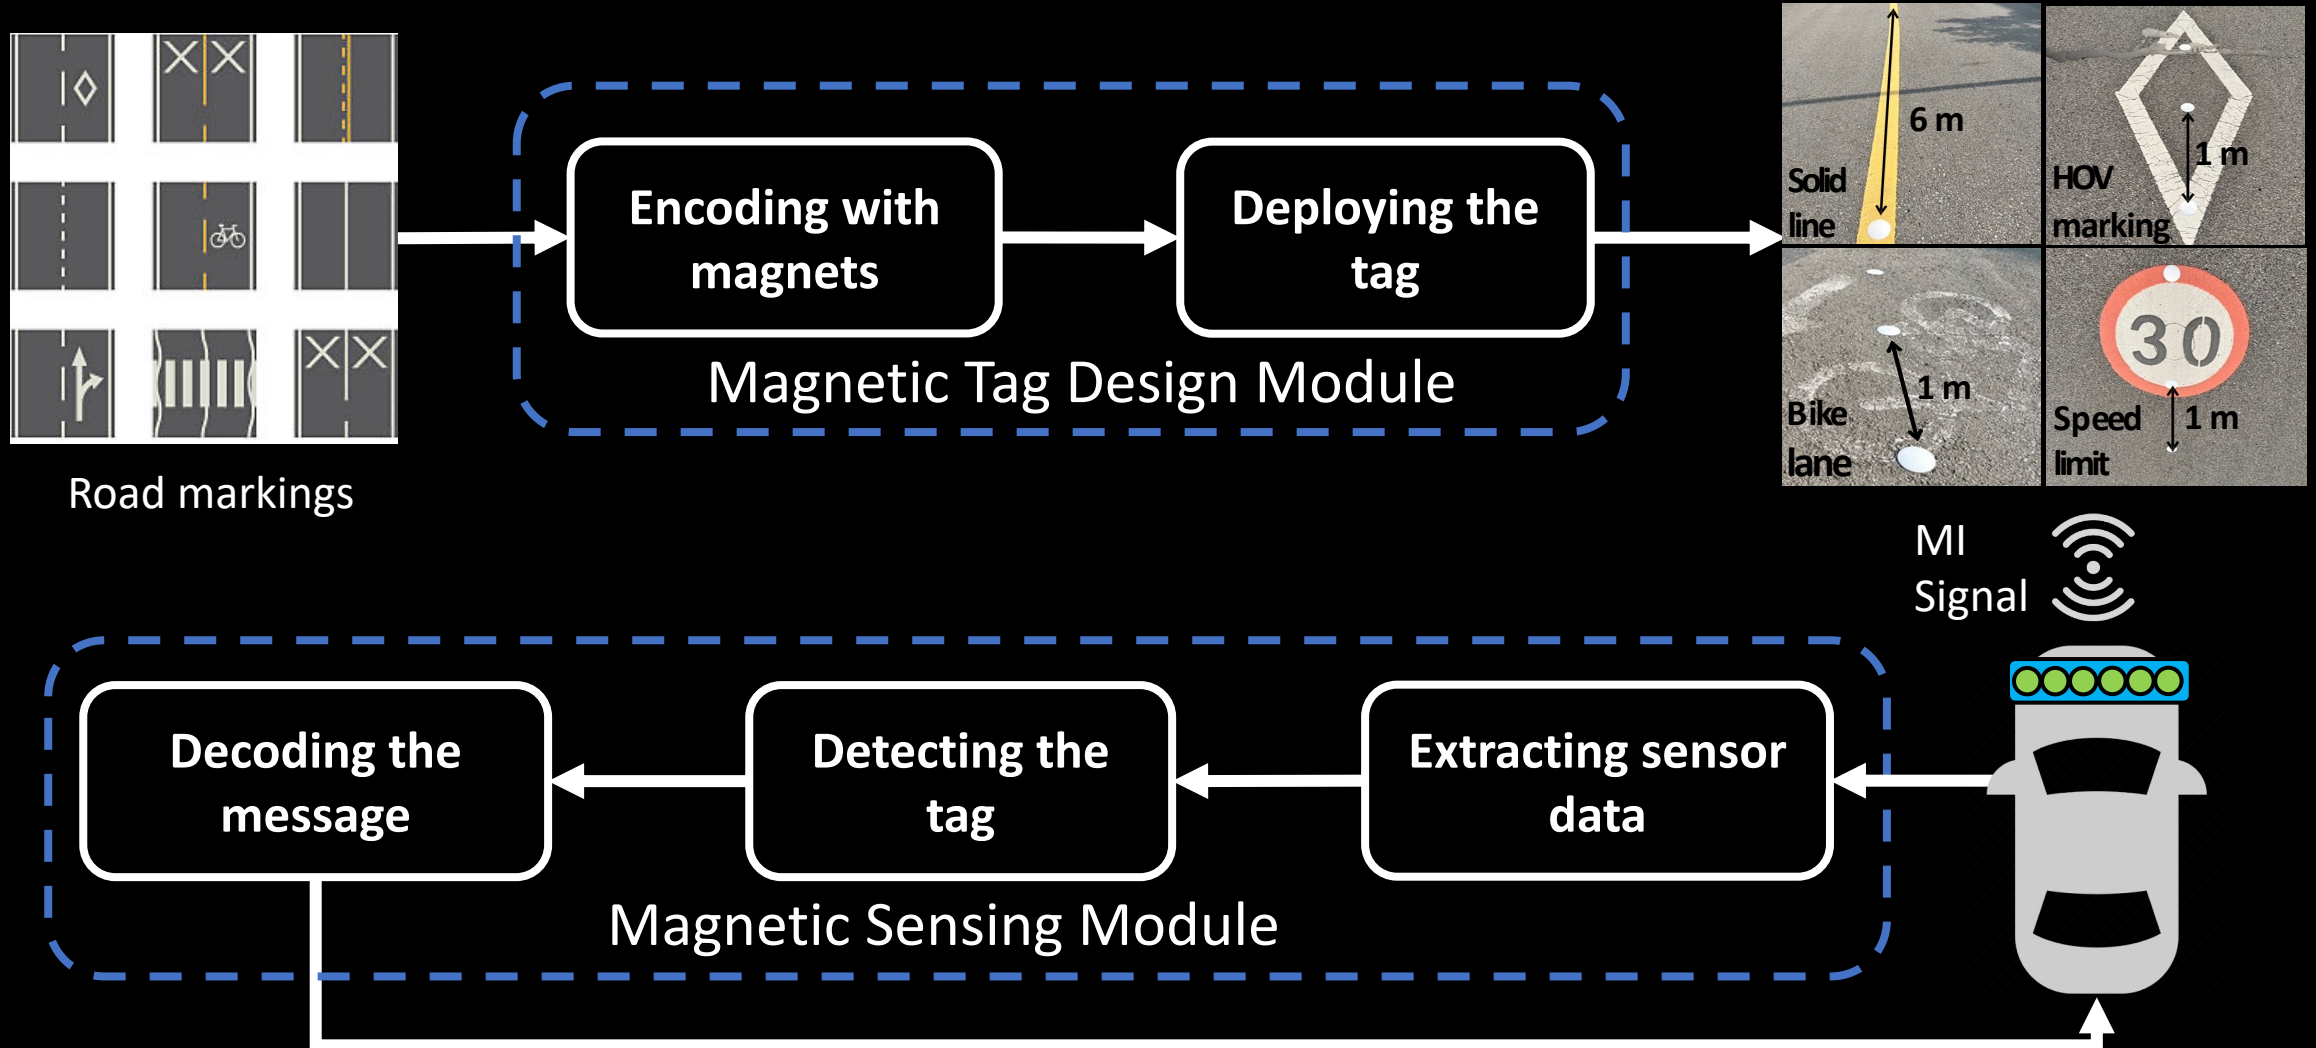 Road markings
Encoding with
magnets
Deploying the
tag
Magnetic Tag Design Module
6 m
Solid
line
1 m
HOV
marking
1 m
Bike
lane
30
1 m
Speed
limit
MI
Signal
Extracting sensor
data
Detecting the
tag
Decoding the
message
Magnetic Sensing Module